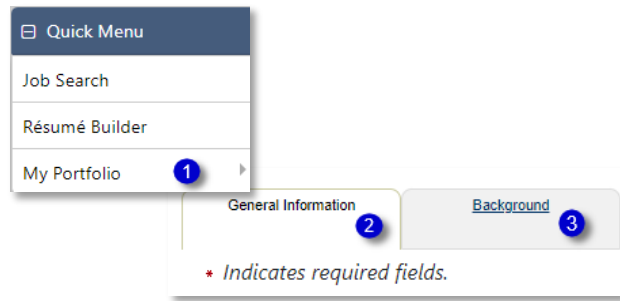 Quick Menu
Job Search
Résumé Builder
My Portfolio 1
General Information 2
Background 3
* Indicates required fields.